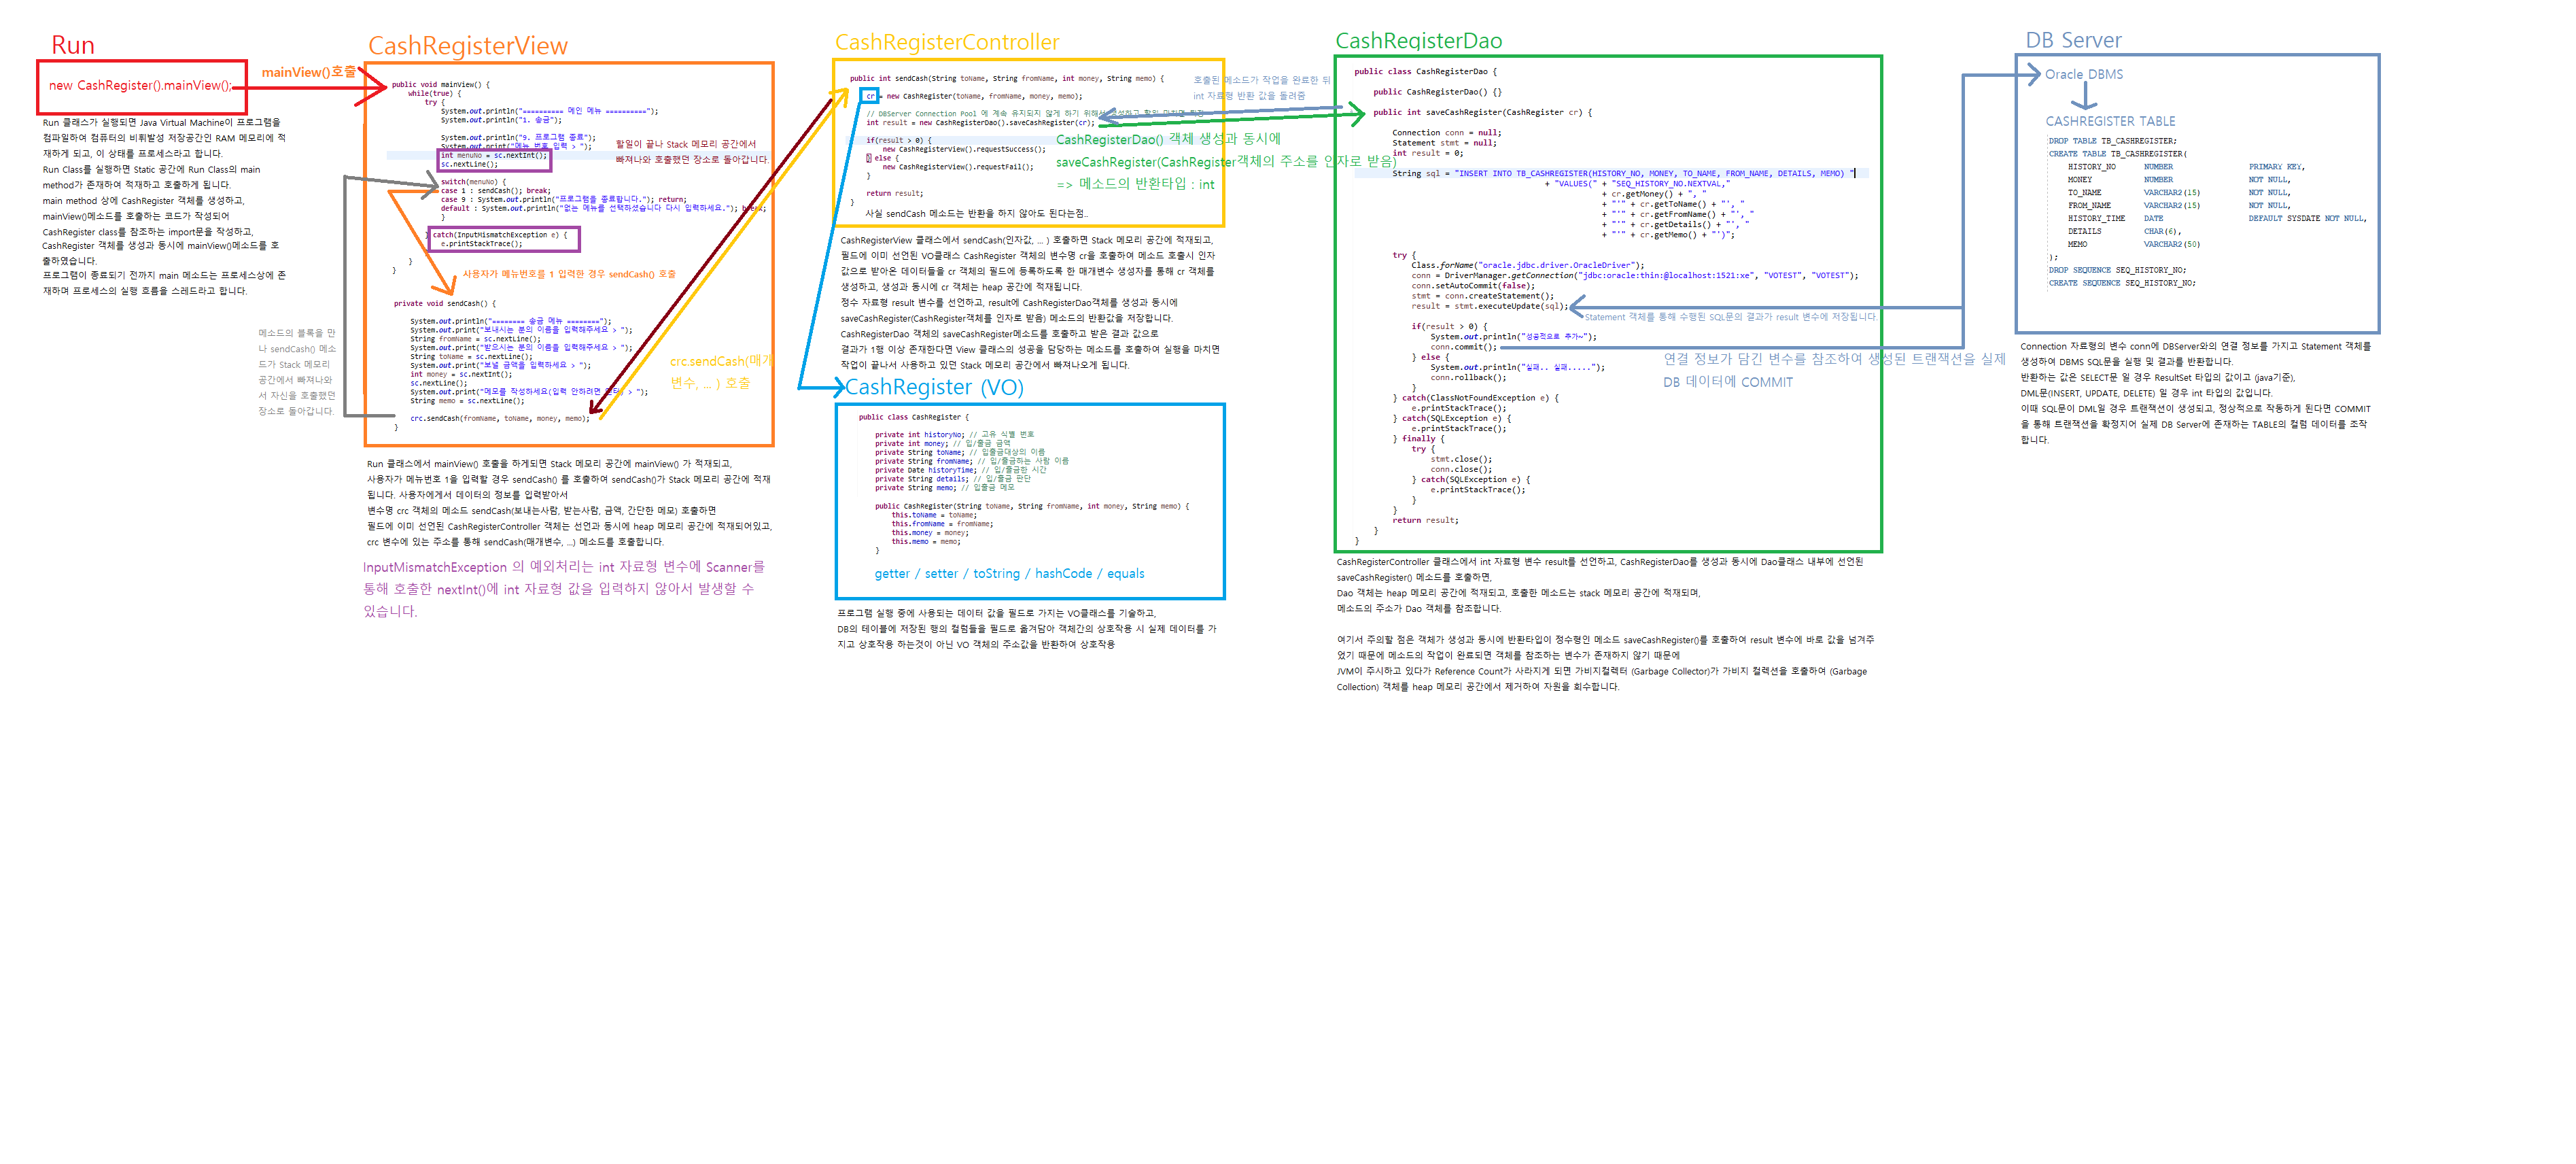 Run
new CashRegister().mainView();
mainView()호출
Run 클래스가 실행되면 Java Virtual Machine이 프로그램을
컴파일하여 컴퓨터의 비휘발성 저장공간인 RAM 메모리에 적
재하게 되고, 이 상태를 프로세스라고 합니다.
Run Class를 실행하면 Static 공간에 Run Class의 main
method가 존재하여 적재하고 호출하게 됩니다.
main method 상에 CashRegister 객체를 생성하고,
mainView()메소드를 호출하는 코드가 작성되어
CashRegister class를 참조하는 import문을 작성하고,
CashRegister 객체를 생성과 동시에 mainView()메소드를 호
출하였습니다.
프로그램이 종료되기 전까지 main 메소드는 프로세스상에 존
재하며 프로세스의 실행 흐름을 스레드라고 합니다.
메소드의 블록을 만
나 sendCash() 메소
드가 Stack 메모리
공간에서 빠져나와
서 자신을 호출했던
장소로 돌아갑니다.
CashRegisterView
public void mainView() {
while(true) {
try {
System.out.println("========== 메인 메뉴 ==========");
System.out.println("1. 송금");
System.out.println("9. 프로그램 종료");
System.out.print("메뉴 번호 입력 > ");
int menuNo = sc.nextInt();
sc.nextLine();
할일이 끝나 Stack 메모리 공간에서
빠져나와 호출했던 장소로 돌아갑니다.
switch(menuNo) {
case 1 : sendCash(); break;
case 9 : System.out.println("프로그램을 종료합니다."); return;
default : System.out.println("없는 메뉴를 선택하셨습니다 다시 입력하세요."); break;
}
} catch(InputMismatchException e) {
e.printStackTrace();
}
}
사용자가 메뉴번호를 1 입력한 경우 sendCash() 호출
private void sendCash() {
System.out.println("======== 송금 메뉴 ========");
System.out.print("보내시는 분의 이름을 입력해주세요 > ");
String fromName = sc.nextLine();
System.out.print("받으시는 분의 이름을 입력해주세요 > ");
String toName = sc.nextLine();
System.out.print("보낼 금액을 입력하세요 > ");
int money = sc.nextInt();
sc.nextLine();
System.out.print("메모를 작성하세요(입력 안하려면 엔터) > ");
String memo = sc.nextLine();
crc.sendCash(fromName, toName, money, memo);
}
crc.sendCash(매개
변수, ... ) 호출
Run 클래스에서 mainView() 호출을 하게되면 Stack 메모리 공간에 mainView() 가 적재되고,
사용자가 메뉴번호 1을 입력할 경우 sendCash() 를 호출하여 sendCash()가 Stack 메모리 공간에 적재
됩니다. 사용자에게서 데이터의 정보를 입력받아서
변수명 crc 객체의 메소드 sendCash(보내는사람, 받는사람, 금액, 간단한 메모) 호출하면
필드에 이미 선언된 CashRegisterController 객체는 선언과 동시에 heap 메모리 공간에 적재되어있고,
crc 변수에 있는 주소를 통해 sendCash(매개변수, ...) 메소드를 호출합니다.
InputMismatchException 의 예외처리는 int 자료형 변수에 Scanner를
통해 호출한 nextInt()에 int 자료형 값을 입력하지 않아서 발생할 수
있습니다.
CashRegisterController
public int sendCash(String toName, String fromName, int money, String memo) {
cr = new CashRegister(toName, fromName, money, memo);
// DBServer Connection Pool 에 계속 유지되지 않게 하기 위해서 생성하고 할일 마치면 퇴장
int result = new CashRegisterDao().saveCashRegister(cr);
if(result > 0) {
new CashRegisterView().requestSuccess();
} else {
new CashRegisterView().requestFail();
}
return result;
}
사실 sendCash 메소드는 반환을 하지 않아도 된다는점..
호출된 메소드가 작업을 완료한 뒤
int 자료형 반환 값을 돌려줌
CashRegisterDao() 객체 생성과 동시에
saveCashRegister(CashRegister객체의 주소를 인자로 받음)
=> 메소드의 반환타입 : int
CashRegisterView 클래스에서 sendCash(인자값, ... ) 호출하면 Stack 메모리 공간에 적재되고,
필드에 이미 선언된 VO클래스 CashRegister 객체의 변수명 cr을 호출하여 메소드 호출시 인자
값으로 받아온 데이터들을 cr 객체의 필드에 등록하도록 한 매개변수 생성자를 통해 cr 객체를
생성하고, 생성과 동시에 cr 객체는 heap 공간에 적재됩니다.
정수 자료형 result 변수를 선언하고, result에 CashRegisterDao객체를 생성과 동시에
saveCashRegister(CashRegister객체를 인자로 받음) 메소드의 반환값을 저장합니다.
CashRegisterDao 객체의 saveCashRegister메소드를 호출하고 받은 결과 값으로
결과가 1행 이상 존재한다면 View 클래스의 성공을 담당하는 메소드를 호출하여 실행을 마치면
작업이 끝나서 사용하고 있던 Stack 메모리 공간에서 빠져나오게 됩니다.
CashRegister (VO)
public class CashRegister {
private int historyNo; // 고유 식별 번호
private int money; // 입/출금 금액
private String toName; // 입출금대상의 이름
private String fromName; // 입/출금하는 사람 이름
private Date historyTime; // 입/출금한 시간
private String details; // 입/출금 판단
private String memo; // 입출금 메모
public CashRegister(String toName, String fromName, int money, String memo) {
this.toName = toName;
this.fromName = fromName;
this.money = money;
this.memo = memo;
}
getter / setter / toString / hashCode / equals
프로그램 실행 중에 사용되는 데이터 값을 필드로 가지는 VO클래스를 기술하고,
DB의 테이블에 저장된 행의 컬럼들을 필드로 옮겨담아 객체간의 상호작용 시 실제 데이터를 가
지고 상호작용 하는것이 아닌 VO 객체의 주소값을 반환하여 상호작용
CashRegisterDao
public class CashRegisterDao {
public CashRegisterDao() {}
public int saveCashRegister(CashRegister cr) {
Connection conn = null;
Statement stmt = null;
int result = 0;
String sql = "INSERT INTO TB_CASHREGISTER(HISTORY_NO, MONEY, TO_NAME, FROM_NAME, DETAILS, MEMO) "
+ "VALUES(" + "SEQ_HISTORY_NO.NEXTVAL,"
+ cr.getMoney() + ", "
+ "'" + cr.getToName() + "', "
+ "'" + cr.getFromName() + "', "
+ "'" + cr.getDetails() + "', "
+ "'" + cr.getMemo() + "')";
try {
Class.forName("oracle.jdbc.driver.OracleDriver");
conn = DriverManager.getConnection("jdbc:oracle:thin:@localhost:1521:xe", "VOTEST", "VOTEST");
conn.setAutoCommit(false);
stmt = conn.createStatement();
result = stmt.executeUpdate(sql);
Statement 객체를 통해 수행된 SQL문의 결과가 result 변수에 저장됩니다.
if(result > 0) {
System.out.println("성공적으로 추가~");
conn.commit();
} else {
System.out.println("실패.. 실패.....");
conn.rollback();
}
} catch(ClassNotFoundException e) {
e.printStackTrace();
} catch(SQLException e) {
e.printStackTrace();
} finally {
try {
stmt.close();
conn.close();
} catch(SQLException e) {
e.printStackTrace();
}
}
return result;
}
}
연결 정보가 담긴 변수를 참조하여 생성된 트랜잭션을 실제
DB 데이터에 COMMIT
CashRegisterController 클래스에서 int 자료형 변수 result를 선언하고, CashRegisterDao를 생성과 동시에 Dao클래스 내부에 선언된
saveCashRegister() 메소드를 호출하면,
Dao 객체는 heap 메모리 공간에 적재되고, 호출한 메소드는 stack 메모리 공간에 적재되며,
메소드의 주소가 Dao 객체를 참조합니다.
여기서 주의할 점은 객체가 생성과 동시에 반환타입이 정수형인 메소드 saveCashRegister()를 호출하여 result 변수에 바로 값을 넘겨주
었기 때문에 메소드의 작업이 완료되면 객체를 참조하는 변수가 존재하지 않기 때문에
JVM이 주시하고 있다가 Reference Count가 사라지게 되면 가비지컬렉터 (Garbage Collector)가 가비지 컬렉션을 호출하여 (Garbage
Collection) 객체를 heap 메모리 공간에서 제거하여 자원을 회수합니다.
DB Server
Oracle DBMS
CASHREGISTER TABLE
DROP TABLE TB_CASHREGISTER;
CREATE TABLE TB_CASHREGISTER(
HISTORY_NO NUMBER PRIMARY KEY,
MONEY NUMBER NOT NULL,
TO_NAME VARCHAR2(15) NOT NULL,
FROM_NAME VARCHAR2(15) NOT NULL,
HISTORY_TIME DATE DEFAULT SYSDATE NOT NULL,
DETAILS CHAR(6),
MEMO VARCHAR2(50)
);
DROP SEQUENCE SEQ_HISTORY_NO;
CREATE SEQUENCE SEQ_HISTORY_NO;
Connection 자료형의 변수 conn에 DBServer와의 연결 정보를 가지고 Statement 객체를
생성하여 DBMS SQL문을 실행 및 결과를 반환합니다.
반환하는 값은 SELECT문 일 경우 ResultSet 타입의 값이고 (java기준),
DML문(INSERT, UPDATE, DELETE) 일 경우 int 타입의 값입니다.
이때 SQL문이 DML일 경우 트랜잭션이 생성되고, 정상적으로 작동하게 된다면 COMMIT
을 통해 트랜잭션을 확정지어 실제 DB Server에 존재하는 TABLE의 컬럼 데이터를 조작
합니다.